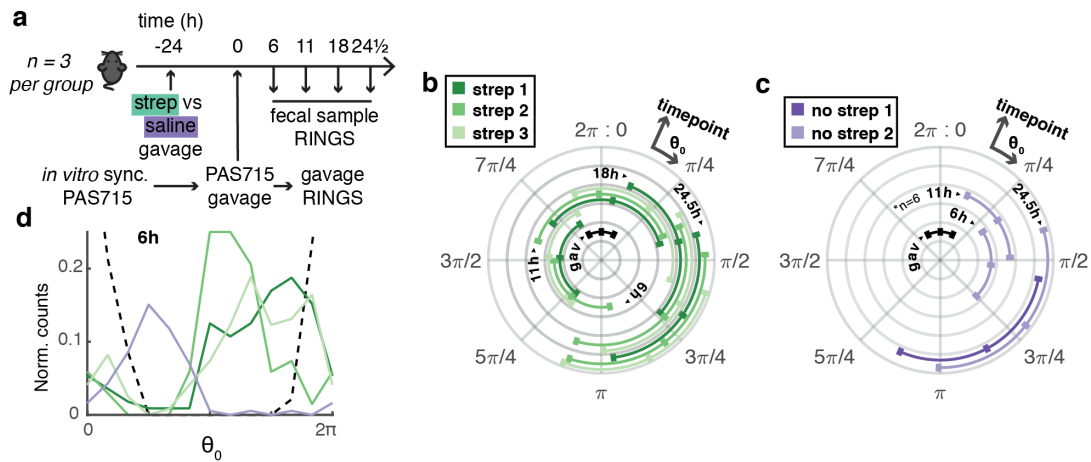 a
time (h)
-24 0 6 11 18 24½
n = 3
per group
strep vs
saline
gavage
fecal sample
RINGS
in vitro sync.
PAS715
PAS715
gavage
gavage
RINGS
b
strep 1
strep 2
strep 3
timepoint
θ0
2π : 0
π/4
π/2
3π/4
π
5π/4
3π/2
7π/4
18h
24.5h
gav
11h
6h
c
no strep 1
no strep 2
timepoint
θ0
2π : 0
π/4
π/2
3π/4
π
5π/4
3π/2
7π/4
*n=6
11h
6h
24.5h
gav
d
6h
Norm. counts
0.2
0.1
0
0 2π
θ0